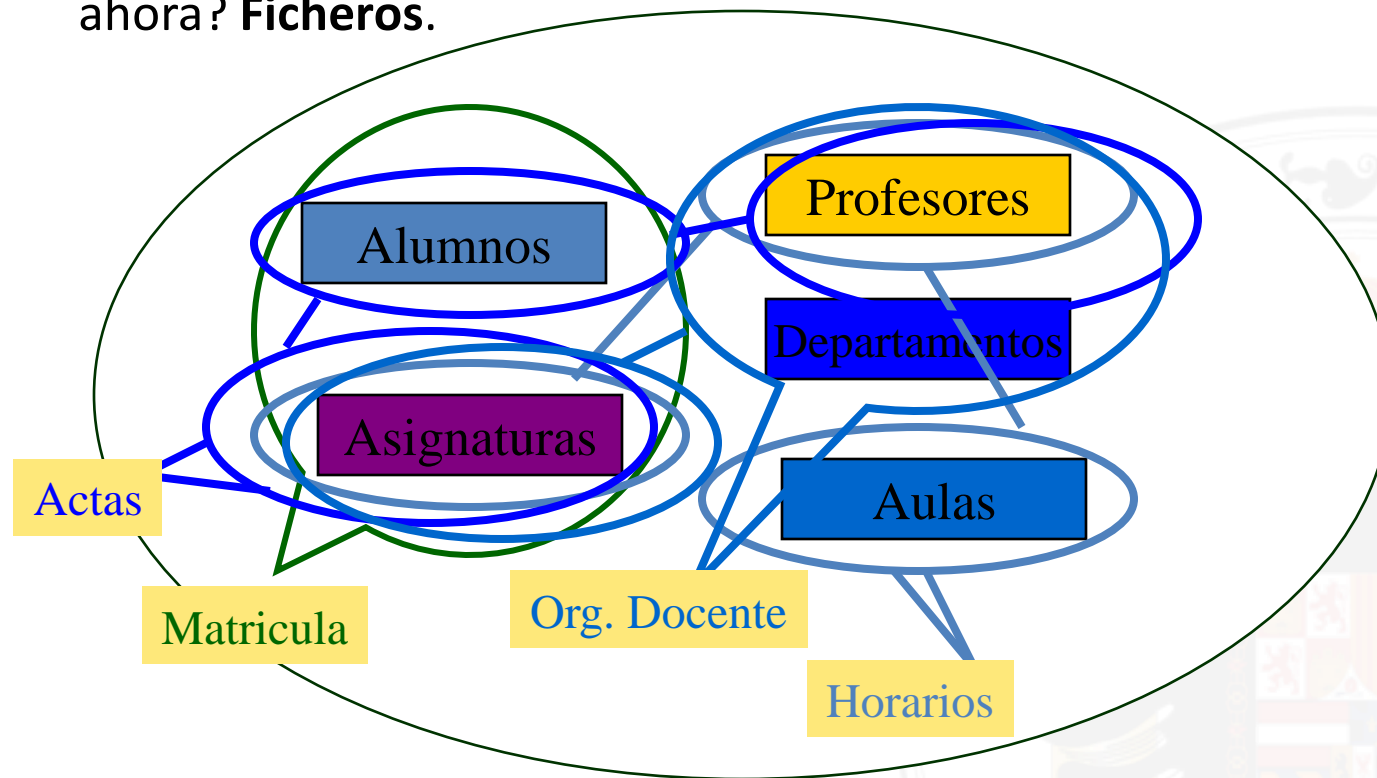 ahora? Ficheros.
Profesores
Alumnos
Departamentos
Asignaturas
Actas
Aulas
Org. Docente
Matricula
Horarios